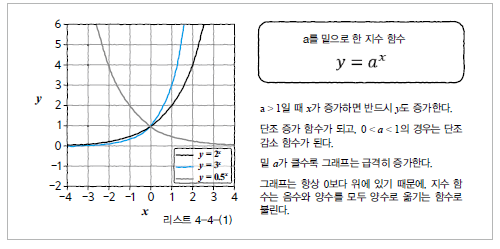 6
5
4
3
y
2
1
0
-1
-2
-4 -3 -2 -1 0 1 2 3 4
x
y = 2ˣ
y = 3ˣ
y = 0.5ˣ
리스트 4-4-(1)
a를 밑으로 한 지수 함수
y = aˣ
a > 1일 때 x가 증가하면 반드시 y도 증가한다.
단조 증가 함수가 되고, 0 < a < 1의 경우는 단조
감소 함수가 된다.
밑 a가 클수록 그래프는 급격히 증가한다.
그래프는 항상 0보다 위에 있기 때문에, 지수 함
수는 음수와 양수를 모두 양수로 옮기는 함수로
불린다.